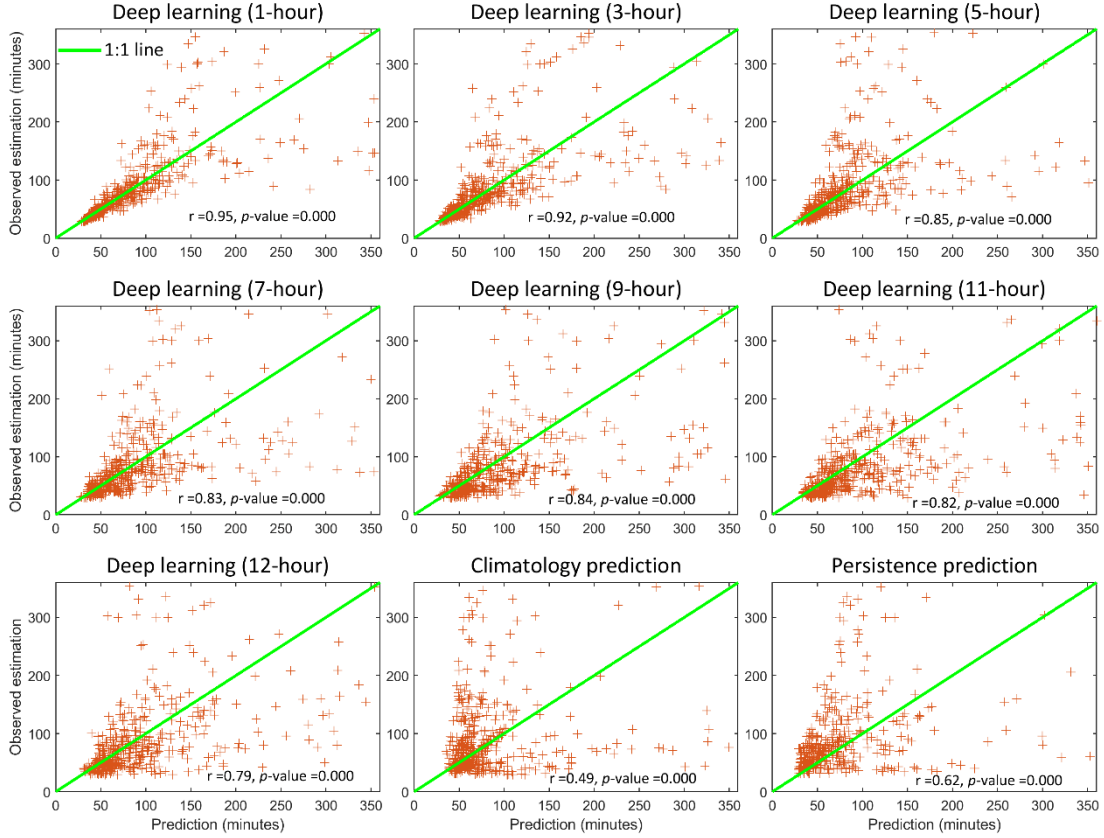 Deep learning (1-hour)
Deep learning (3-hour)
Deep learning (5-hour)
1:1 line
Observed estimation (minutes)
300
200
100
0
r =0.95, p-value =0.000
0 50 100 150 200 250 300 350
300
200
100
0
r =0.92, p-value =0.000
0 50 100 150 200 250 300 350
300
200
100
0
r =0.85, p-value =0.000
0 50 100 150 200 250 300 350
Deep learning (7-hour)
Deep learning (9-hour)
Deep learning (11-hour)
Observed estimation (minutes)
300
200
100
0
r =0.83, p-value =0.000
0 50 100 150 200 250 300 350
300
200
100
0
r =0.84, p-value =0.000
0 50 100 150 200 250 300 350
300
200
100
0
r =0.82, p-value =0.000
0 50 100 150 200 250 300 350
Deep learning (12-hour)
Climatology prediction
Persistence prediction
Observed estimation
300
200
100
0
r =0.79, p-value =0.000
0 50 100 150 200 250 300 350
Prediction (minutes)
300
200
100
0
r =0.49, p-value =0.000
0 50 100 150 200 250 300 350
Prediction (minutes)
300
200
100
0
r =0.62, p-value =0.000
0 50 100 150 200 250 300 350
Prediction (minutes)